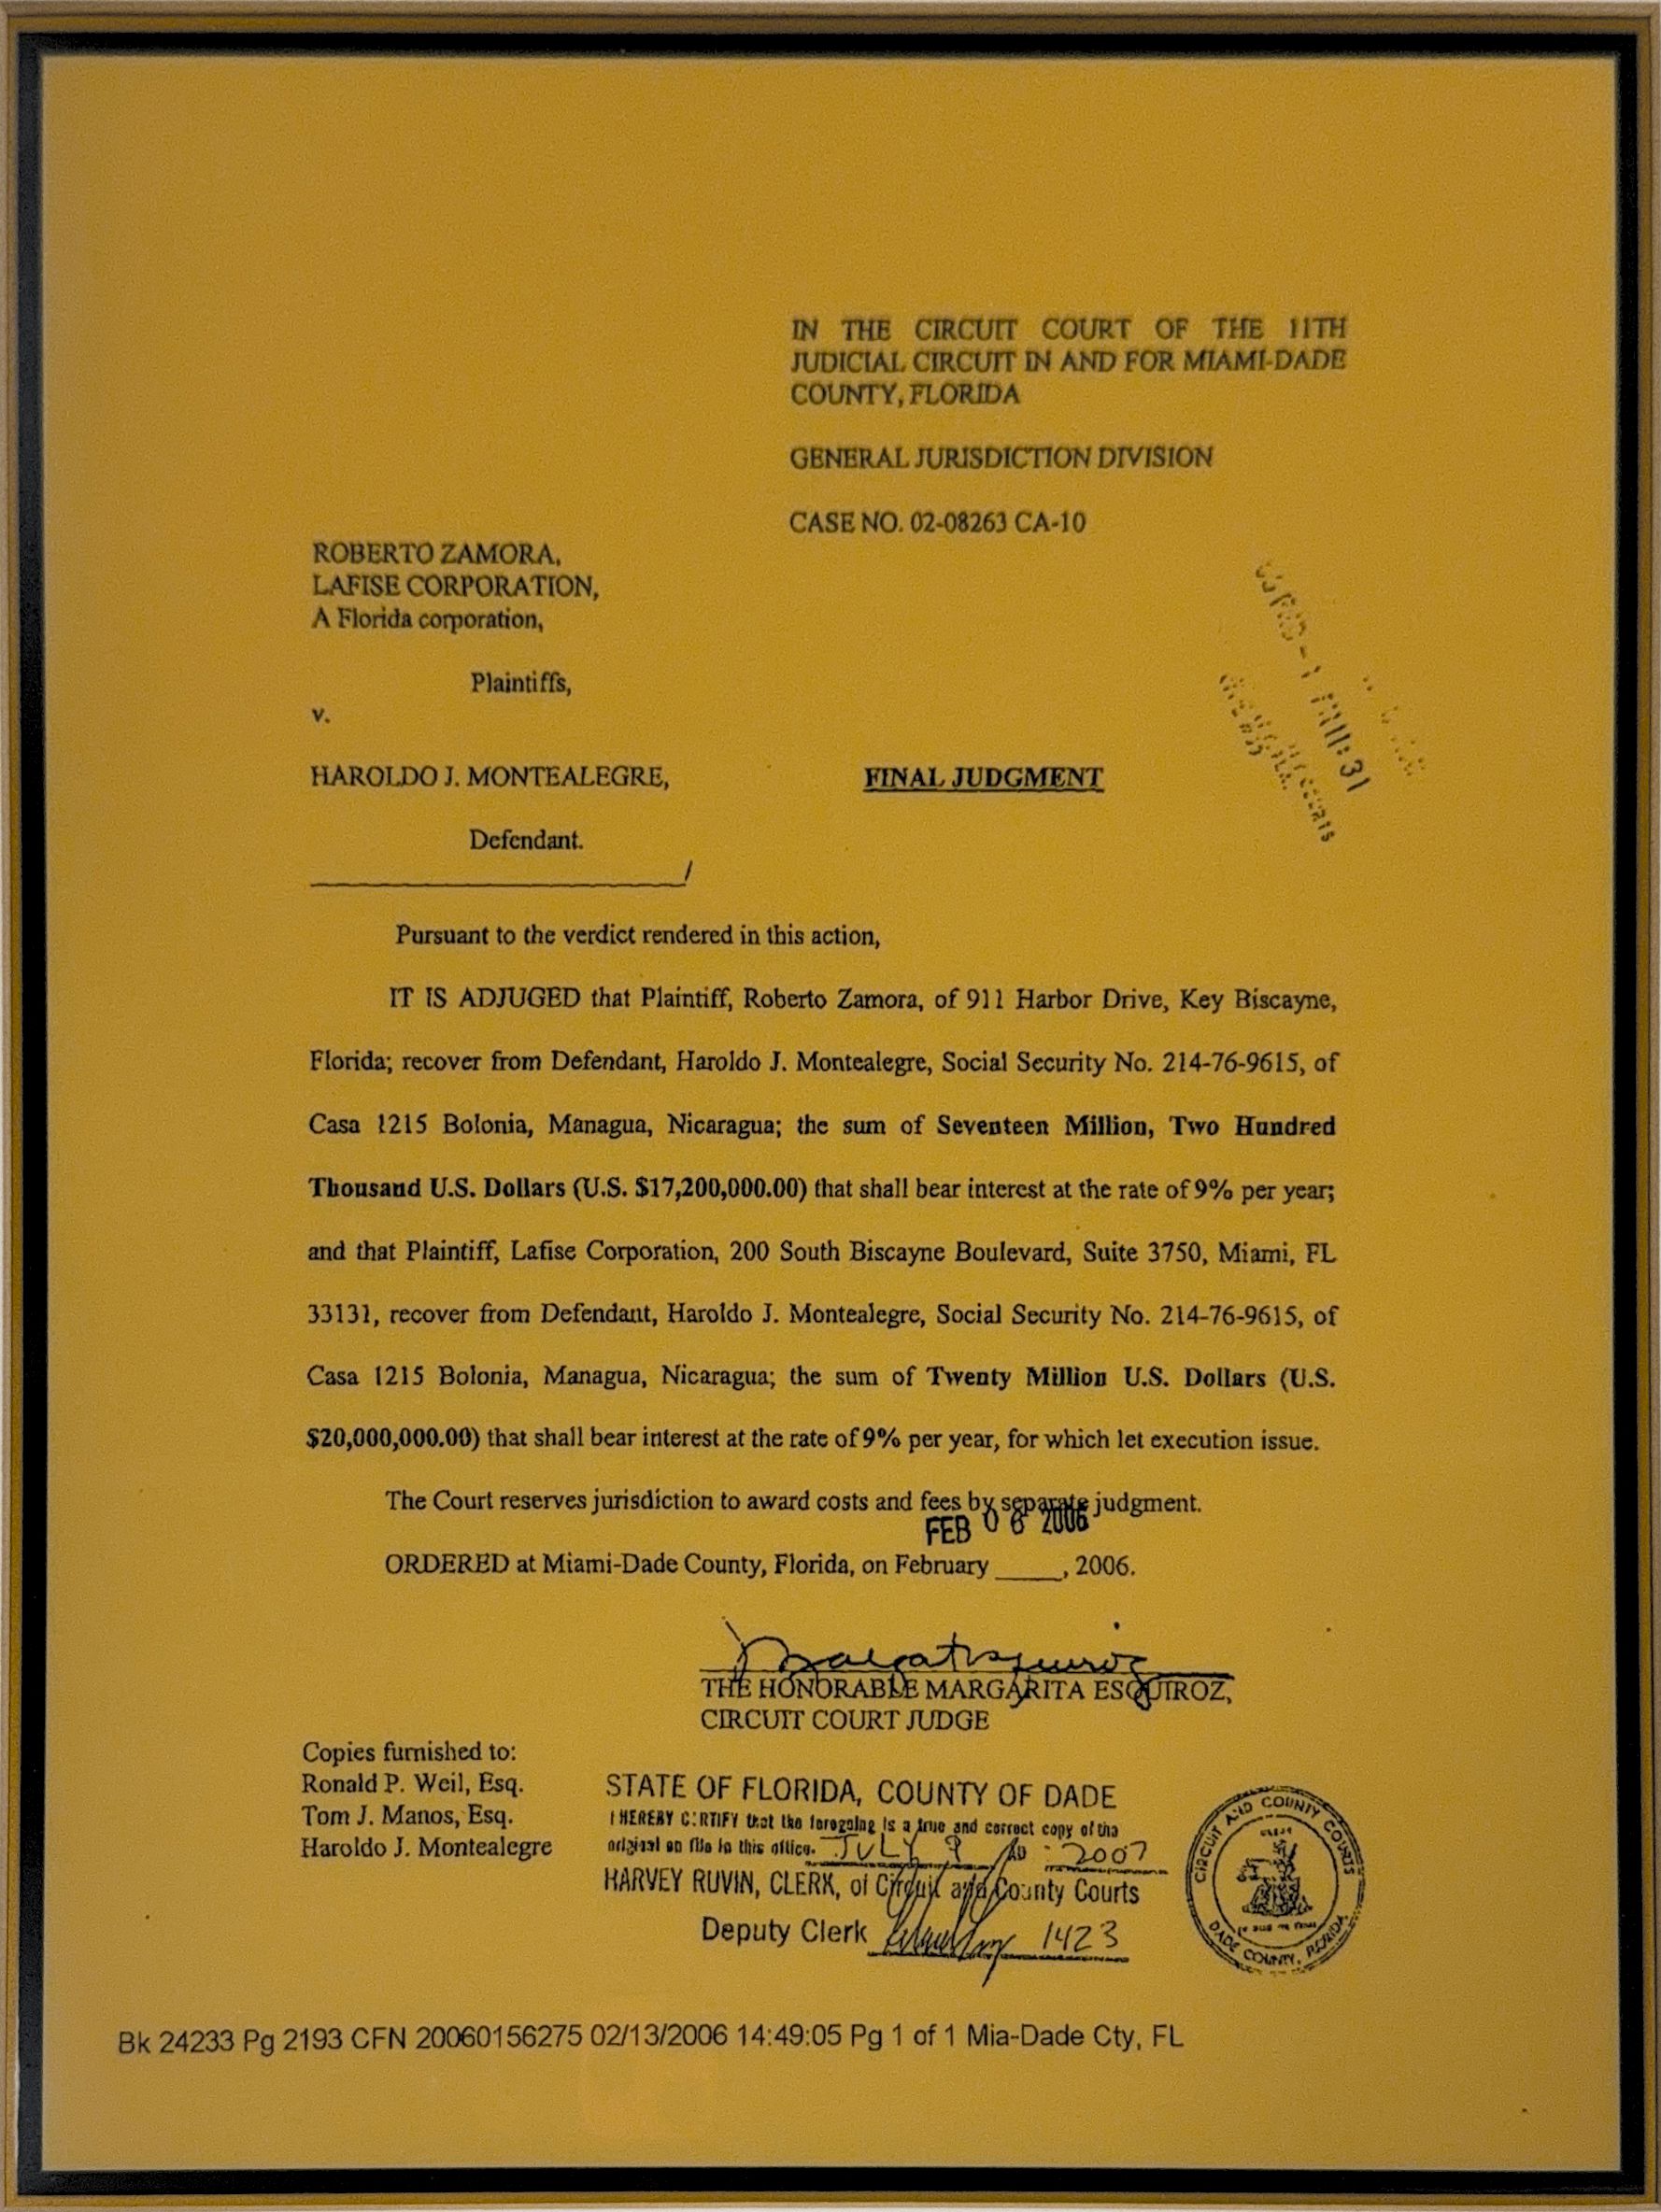 IN THE CIRCUIT COURT OF THE 11TH
JUDICIAL CIRCUIT IN AND FOR MIAMI-DADE
COUNTY, FLORIDA
GENERAL JURISDICTION DIVISION
CASE NO. 02-08263 CA-10
ROBERTO ZAMORA,
LAFISE CORPORATION,
A Florida corporation,
Plaintiffs,
v.
HAROLDO J. MONTEALEGRE,
FINAL JUDGMENT
Defendant.
Pursuant to the verdict rendered in this action,
IT IS ADJUGED that Plaintiff, Roberto Zamora, of 911 Harbor Drive, Key Biscayne,
Florida; recover from Defendant, Haroldo J. Montealegre, Social Security No. 214-76-9615, of
Casa 1215 Bolonia, Managua, Nicaragua; the sum of Seventeen Million, Two Hundred
Thousand U.S. Dollars (U.S. $17,200,000.00) that shall bear interest at the rate of 9% per year;
and that Plaintiff, Lafise Corporation, 200 South Biscayne Boulevard, Suite 3750, Miami, FL
33131, recover from Defendant, Haroldo J. Montealegre, Social Security No. 214-76-9615, of
Casa 1215 Bolonia, Managua, Nicaragua; the sum of Twenty Million U.S. Dollars (U.S.
$20,000,000.00) that shall bear interest at the rate of 9% per year, for which let execution issue.
The Court reserves jurisdiction to award costs and fees by separate judgment.
FEB 06 2006
ORDERED at Miami-Dade County, Florida, on February ____, 2006.
THE HONORABLE MARGARITA ESQUIROZ,
CIRCUIT COURT JUDGE
Copies furnished to:
Ronald P. Weil, Esq.
Tom J. Manos, Esq.
Haroldo J. Montealegre
STATE OF FLORIDA, COUNTY OF DADE
I HEREBY CERTIFY that the foregoing is a true and correct copy of the
original on file in this office. JULY 9 AD 2007
HARVEY RUVIN, CLERK, of Circuit and County Courts
Deputy Clerk 1423
CIRCUIT AND COUNTY COURTS
DADE COUNTY, FLORIDA
Bk 24233 Pg 2193 CFN 20060156275 02/13/2006 14:49:05 Pg 1 of 1 Mia-Dade Cty, FL